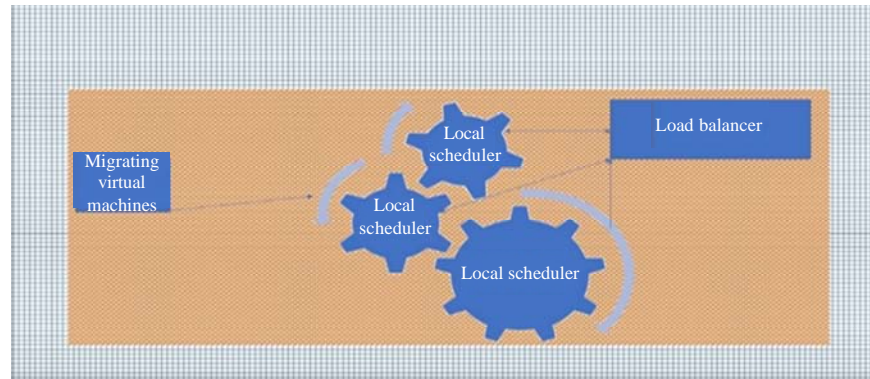 Migrating
virtual
machines
Local
scheduler
Local
scheduler
Local scheduler
Load balancer